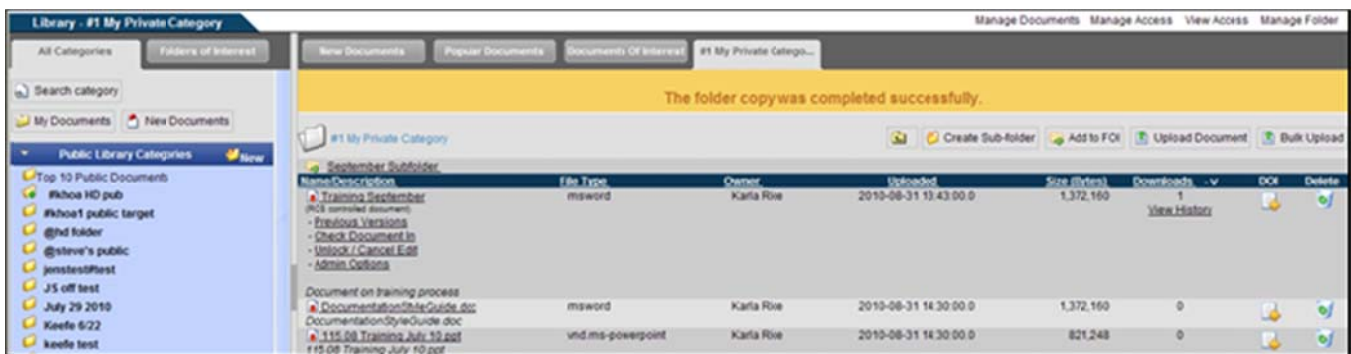 Library - #1 My Private Category
Manage Documents Manage Access View Access Manage Folder
All Categories Folders of Interest
New Documents Popular Documents Documents Of Interest #1 My Private Catego...
Search category
My Documents New Documents
Public Library Categories New
Top 10 Public Documents
#khoa HD pub
#khoa1 public target
@hd folder
@steve's public
jenstest#test
JS off test
July 29 2010
Keefe 6/22
keefe test
The folder copywas completed successfully.
#1 My Private Category
Create Sub-folder Add to FOI Upload Document Bulk Upload
September Subfolder
Name/Description File Type Owner Uploaded Size (Bytes) Downloads - v DOI Delete
Training September msword Karla Rixe 2010-08-31 13:43:00.0 1,372,160 1
(RCS controlled document) View History
- Previous Versions
- Check Document In
- Unlock / Cancel Edit
- Admin Options
Document on training process
DocumentationStyleGuide.doc msword Karla Rixe 2010-08-31 14:30:00.0 1,372,160 0
DocumentationStyleGuide.doc
115.08 Training July 10.ppt vnd.ms-powerpoint Karla Rixe 2010-08-31 14:30:00.0 821,248 0
115.08 Training July 10.ppt